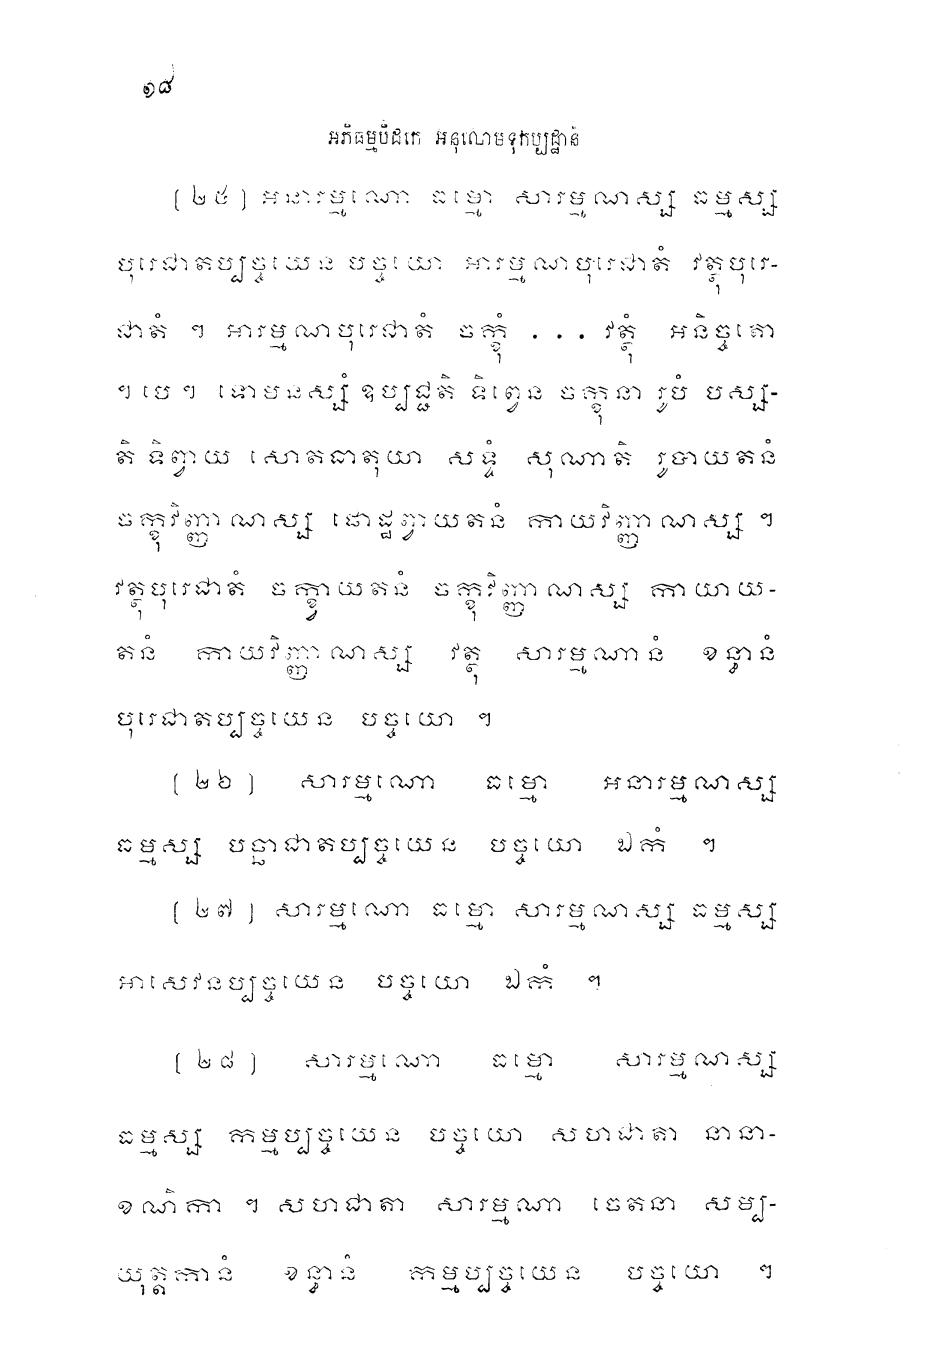 ១៨
អភិធម្មបិដកេ អនុលោមទុកប្បដ្ឋានំ
[ ២៥ ] អនារម្មណោ ធម្មោ សារម្មណស្ស ធម្មស្ស
បុរេជាតប្បច្ចយេន បច្ចយោ អារម្មណបុរេជាតំ វត្ថុបុរេ-
ជាតំ ។ អារម្មណបុរេជាតំ ចក្ខុំ ... វត្ថុំ អនិច្ចតោ
។ បេ ។ ទោមនស្សំ ឧប្បជ្ជតិ ទិព្វេន ចក្ខុនា រូបំ បស្ស-
តិ ទិព្វាយ សោតធាតុយា សទ្ទំ សុណាតិ រូបាយតនំ
ចក្ខុវិញ្ញាណស្ស ផោដ្ឋព្វាយតនំ កាយវិញ្ញាណស្ស ។
វត្ថុបុរេជាតំ ចក្ខ្វាយតនំ ចក្ខុវិញ្ញាណស្ស កាយាយ-
តនំ កាយវិញ្ញាណស្ស វត្ថុ សារម្មណានំ ខន្ធានំ
បុរេជាតប្បច្ចយេន បច្ចយោ ។
[ ២៦ ] សារម្មណោ ធម្មោ អនារម្មណស្ស
ធម្មស្ស បច្ឆាជាតប្បច្ចយេន បច្ចយោ ឯកំ ។
[ ២៧ ] សារម្មណោ ធម្មោ សារម្មណស្ស ធម្មស្ស
អាសេវនប្បច្ចយេន បច្ចយោ ឯកំ ។
[ ២៨ ] សារម្មណោ ធម្មោ សារម្មណស្ស
ធម្មស្ស កម្មប្បច្ចយេន បច្ចយោ សហជាតា នានា-
ខណិកា ។ សហជាតា សារម្មណា ចេតនា សម្ប-
យុត្តកានំ ខន្ធានំ កម្មប្បច្ចយេន បច្ចយោ ។